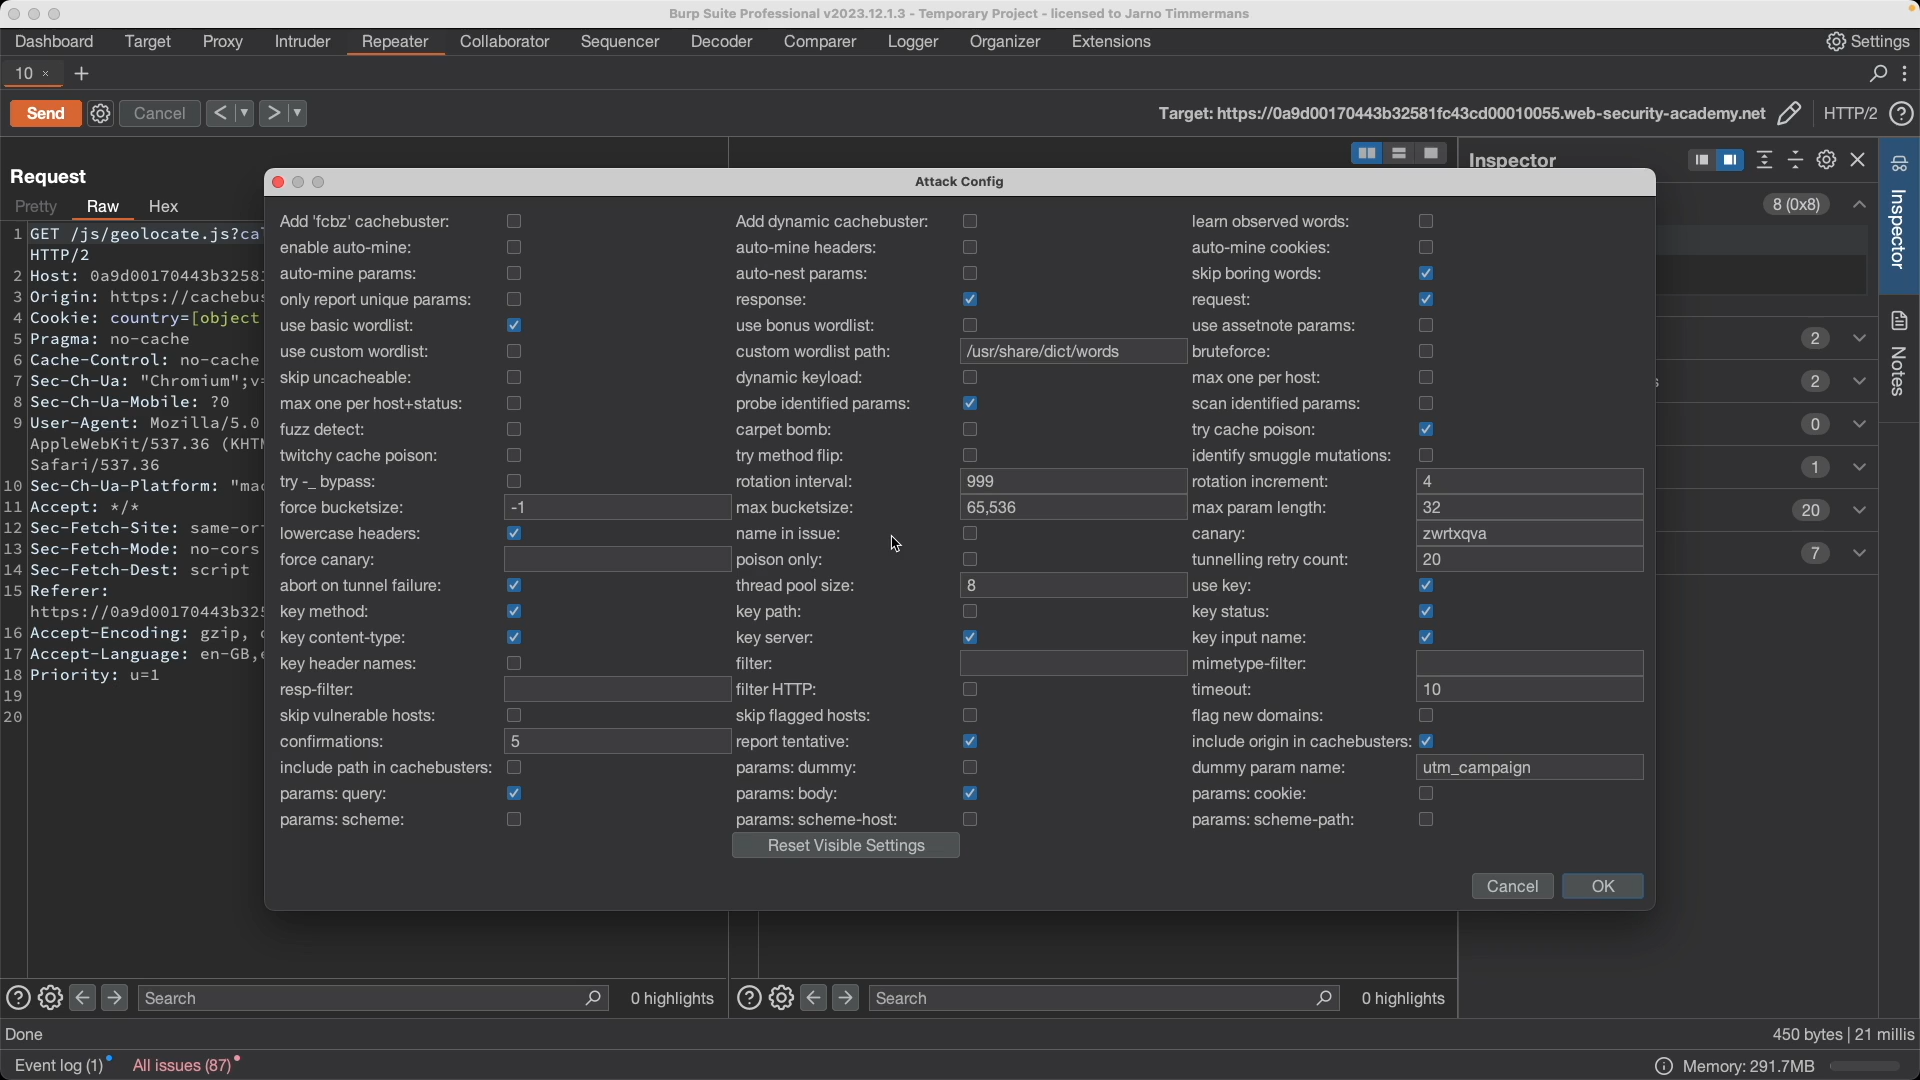 Burp Suite Professional v2023.12.1.3 - Temporary Project - licensed to Jarno Timmermans
Dashboard Target Proxy Intruder Repeater Collaborator Sequencer Decoder Comparer Logger Organizer Extensions Settings
10 × +
Send Cancel < > Target: https://0a9d00170443b32581fc43cd00010055.web-security-academy.net HTTP/2
Request
Inspector
Pretty Raw Hex
8 (0x8)
Attack Config
Add 'fcbz' cachebuster: Add dynamic cachebuster: learn observed words:
enable auto-mine: auto-mine headers: auto-mine cookies:
auto-mine params: auto-nest params: skip boring words:
only report unique params: response: request:
use basic wordlist: use bonus wordlist: use assetnote params:
use custom wordlist: custom wordlist path: /usr/share/dict/words bruteforce:
skip uncacheable: dynamic keyload: max one per host:
max one per host+status: probe identified params: scan identified params:
fuzz detect: carpet bomb: try cache poison:
twitchy cache poison: try method flip: identify smuggle mutations:
try -_ bypass: rotation interval: 999 rotation increment: 4
force bucketsize: -1 max bucketsize: 65,536 max param length: 32
lowercase headers: name in issue: canary: zwrtxqva
force canary: poison only: tunnelling retry count: 20
abort on tunnel failure: thread pool size: 8 use key:
key method: key path: key status:
key content-type: key server: key input name:
key header names: filter: mimetype-filter:
resp-filter: filter HTTP: timeout: 10
skip vulnerable hosts: skip flagged hosts: flag new domains:
confirmations: 5 report tentative: include origin in cachebusters:
include path in cachebusters: params: dummy: dummy param name: utm_campaign
params: query: params: body: params: cookie:
params: scheme: params: scheme-host: params: scheme-path:
Reset Visible Settings
Cancel OK
1 GET /js/geolocate.js?cal
HTTP/2
2 Host: 0a9d00170443b32581
3 Origin: https://cachebus
4 Cookie: country=[object
5 Pragma: no-cache
6 Cache-Control: no-cache
7 Sec-Ch-Ua: "Chromium";v=
8 Sec-Ch-Ua-Mobile: ?0
9 User-Agent: Mozilla/5.0
AppleWebKit/537.36 (KHTM
Safari/537.36
10 Sec-Ch-Ua-Platform: "mac
11 Accept: */*
12 Sec-Fetch-Site: same-or
13 Sec-Fetch-Mode: no-cors
14 Sec-Fetch-Dest: script
15 Referer:
https://0a9d00170443b325
16 Accept-Encoding: gzip,
17 Accept-Language: en-GB,
18 Priority: u=1
19
20
2
s 2
0
1
20
7
Inspector
Notes
Search 0 highlights Search 0 highlights
Done 450 bytes | 21 millis
Event log (1) All issues (87) Memory: 291.7MB